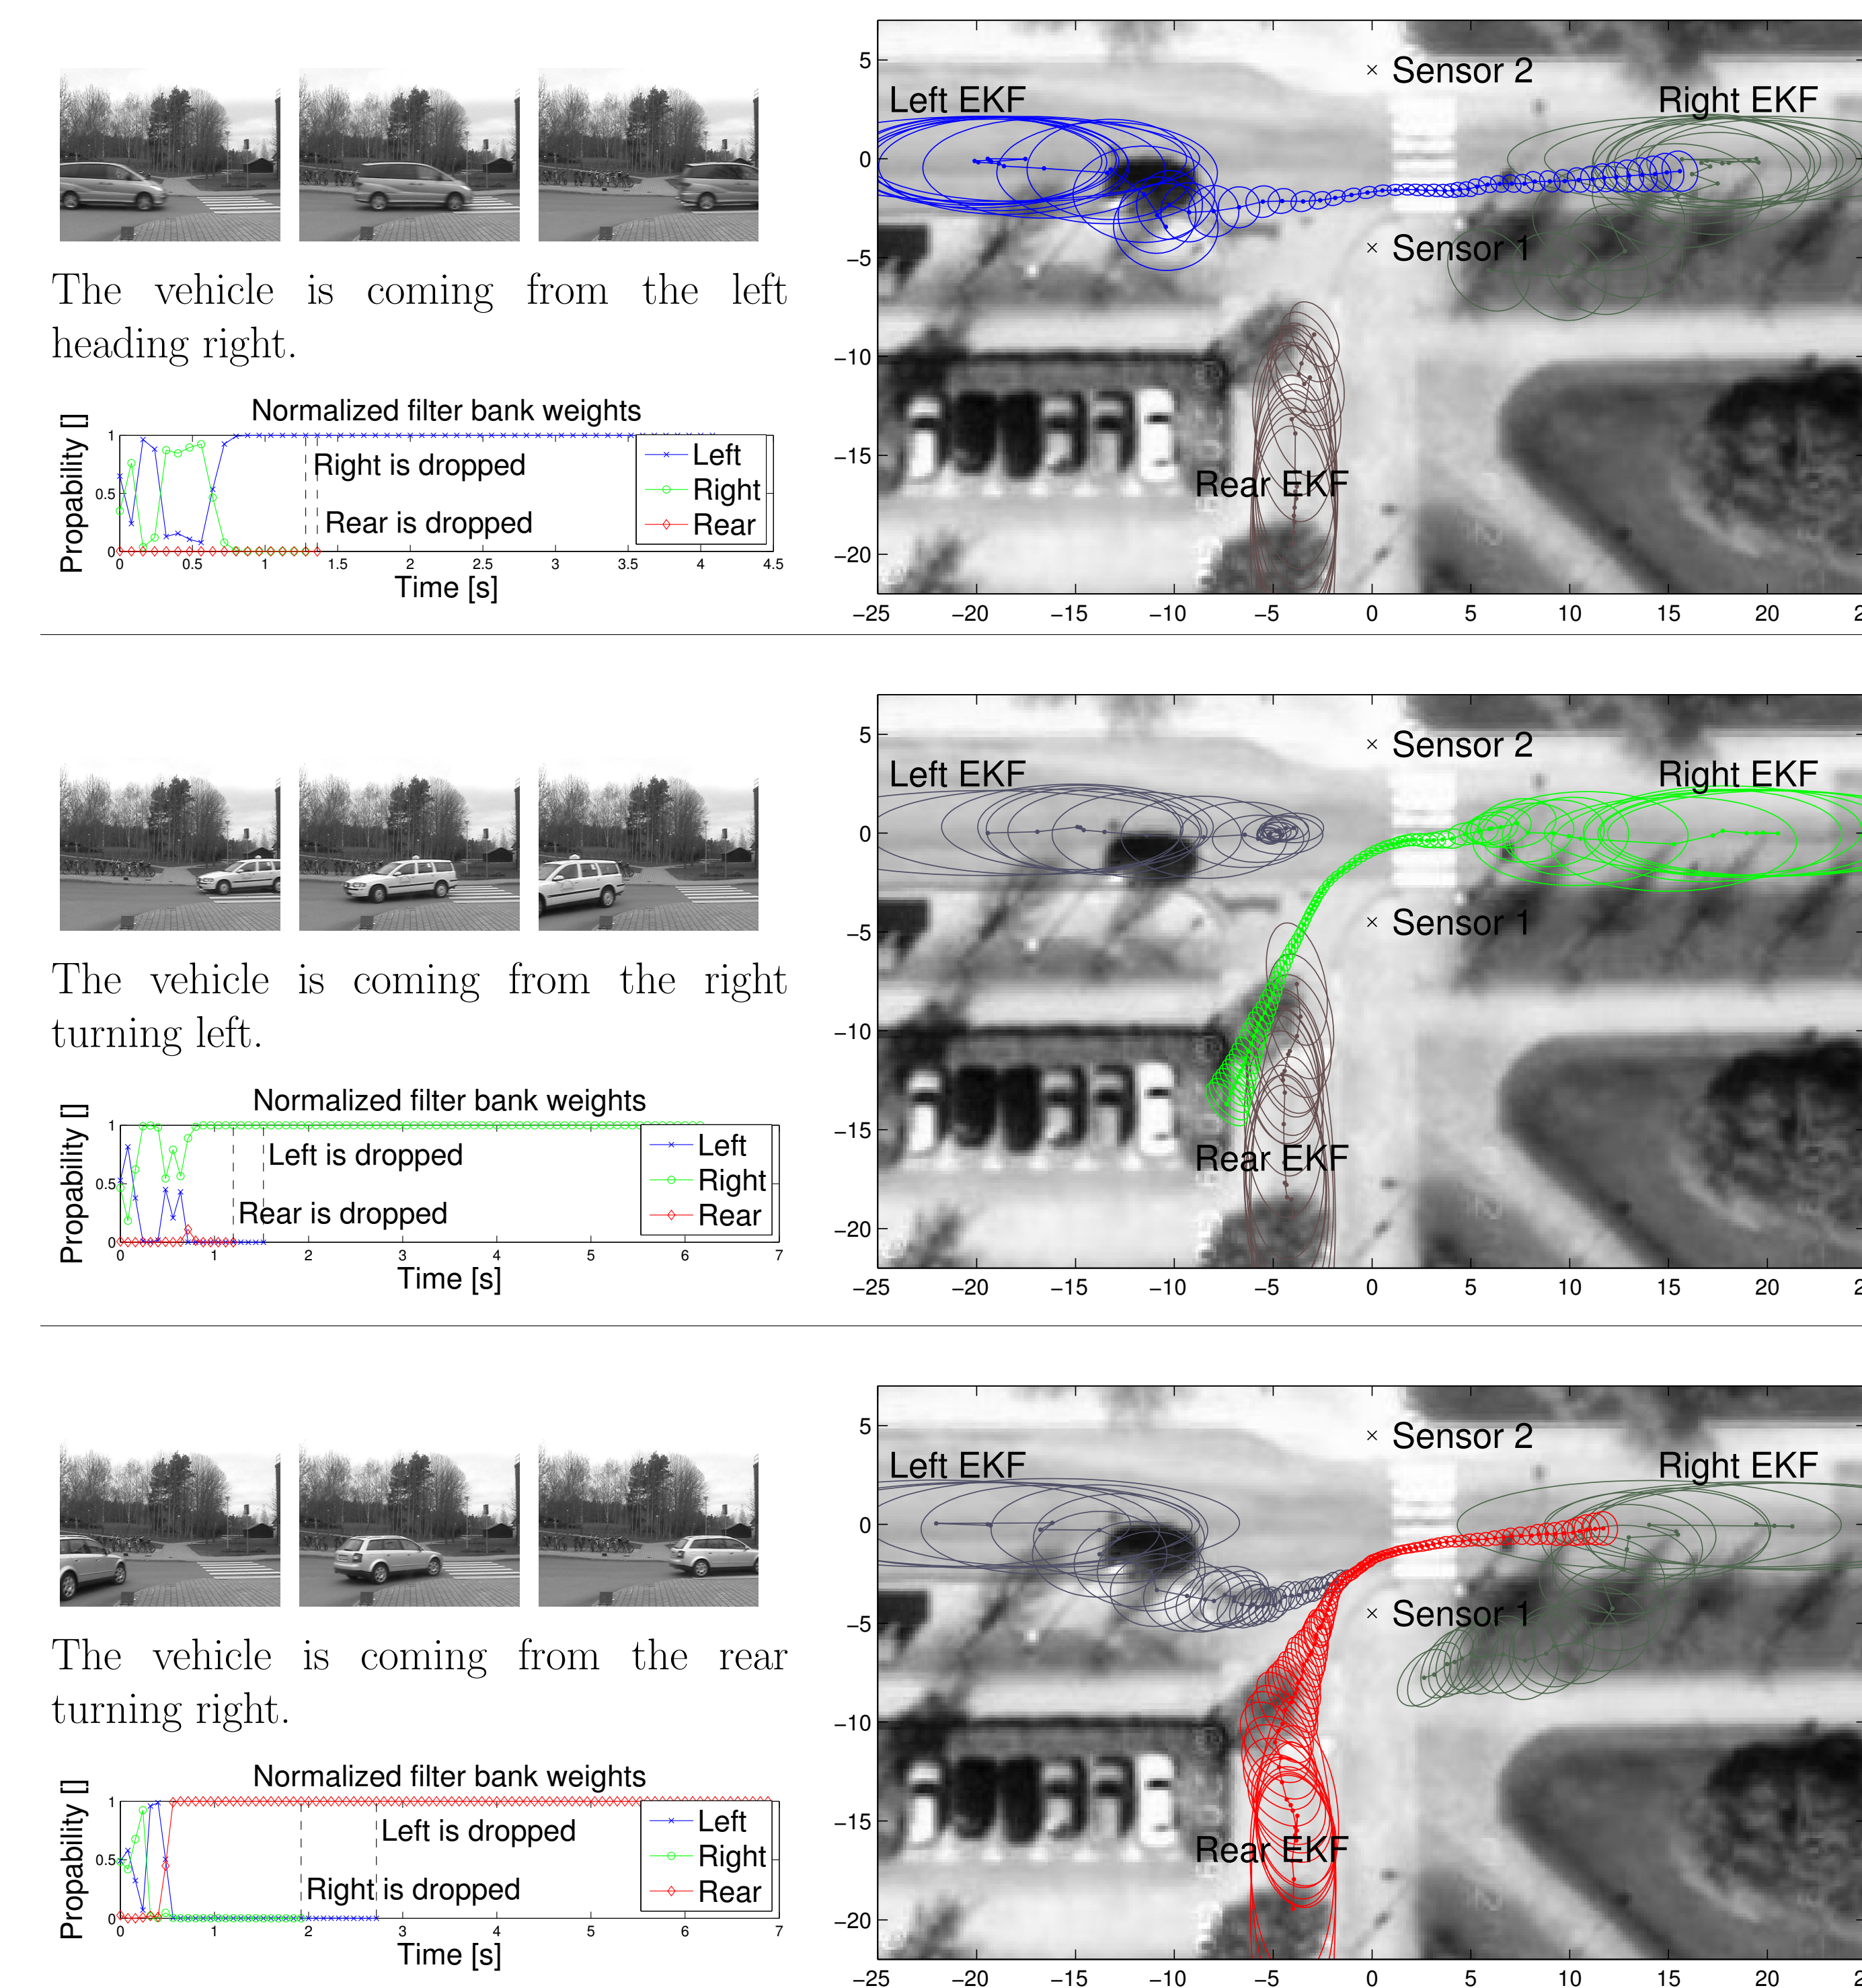 5
Sensor 2
Left EKF
Right EKF
0
−5
Sensor 1
−10
−15
Rear EKF
−20
−25 −20 −15 −10 −5 0 5 10 15 20
The vehicle is coming from the left
heading right.
Normalized filter bank weights
Propability []
1
0.5
0
Right is dropped
Rear is dropped
Left
Right
Rear
0 0.5 1 1.5 2 2.5 3 3.5 4 4.5
Time [s]
5
Sensor 2
Left EKF
Right EKF
0
−5
Sensor 1
−10
−15
Rear EKF
−20
−25 −20 −15 −10 −5 0 5 10 15 20
The vehicle is coming from the right
turning left.
Normalized filter bank weights
Propability []
1
0.5
0
Left is dropped
Rear is dropped
Left
Right
Rear
0 1 2 3 4 5 6 7
Time [s]
5
Sensor 2
Left EKF
Right EKF
0
−5
Sensor 1
−10
−15
Rear EKF
−20
−25 −20 −15 −10 −5 0 5 10 15 20
The vehicle is coming from the rear
turning right.
Normalized filter bank weights
Propability []
1
0.5
0
Left is dropped
Right is dropped
Left
Right
Rear
0 1 2 3 4 5 6 7
Time [s]